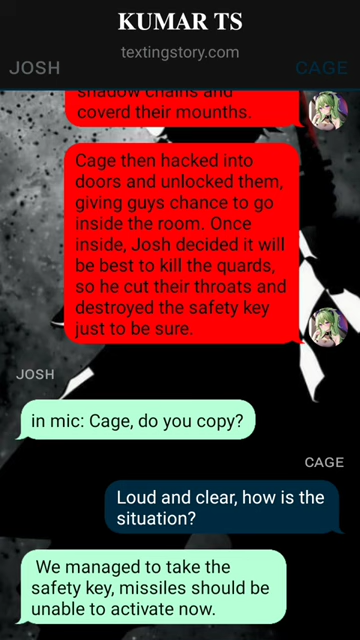 KUMAR TS
textingstory.com
JOSH
CAGE
shadow chains and
coverd their mounths.
Cage then hacked into
doors and unlocked them,
giving guys chance to go
inside the room. Once
inside, Josh decided it will
be best to kill the quards,
so he cut their throats and
destroyed the safety key
just to be sure.
JOSH
in mic: Cage, do you copy?
CAGE
Loud and clear, how is the
situation?
We managed to take the
safety key, missiles should be
unable to activate now.